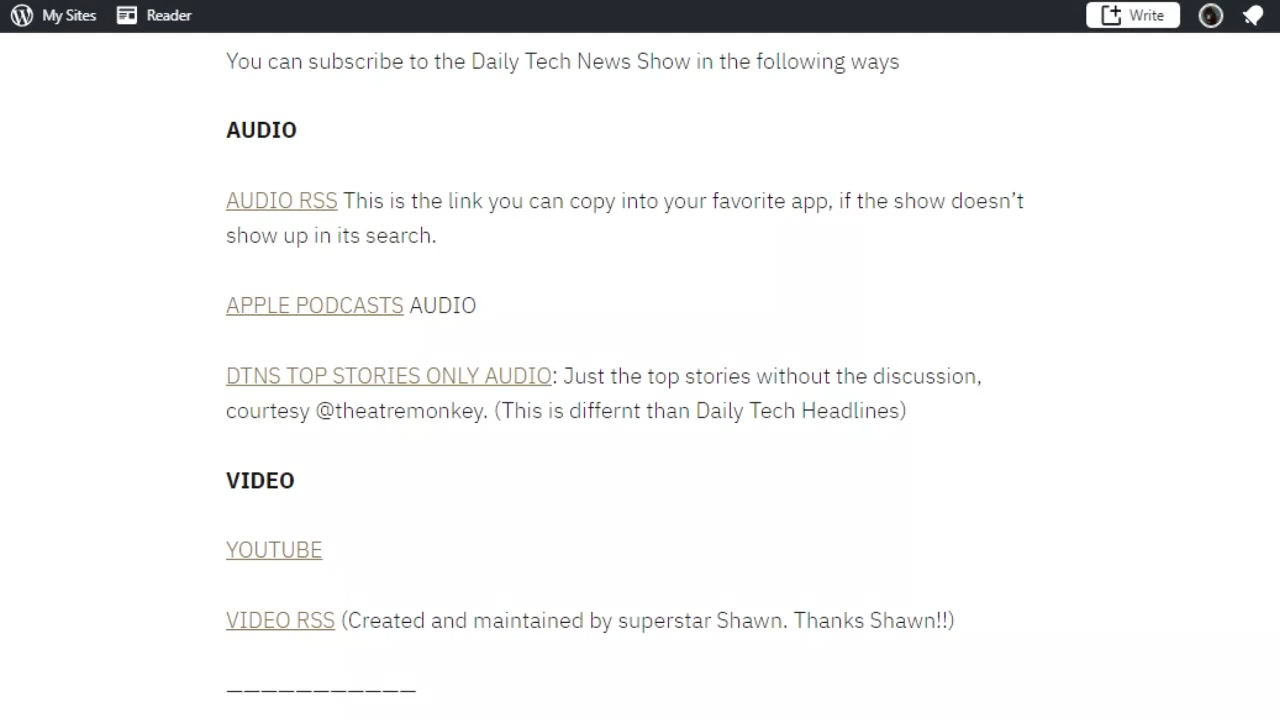 My Sites Reader Write
You can subscribe to the Daily Tech News Show in the following ways
AUDIO
AUDIO RSS This is the link you can copy into your favorite app, if the show doesn’t
show up in its search.
APPLE PODCASTS AUDIO
DTNS TOP STORIES ONLY AUDIO: Just the top stories without the discussion,
courtesy @theatremonkey. (This is differnt than Daily Tech Headlines)
VIDEO
YOUTUBE
VIDEO RSS (Created and maintained by superstar Shawn. Thanks Shawn!!)
———————————